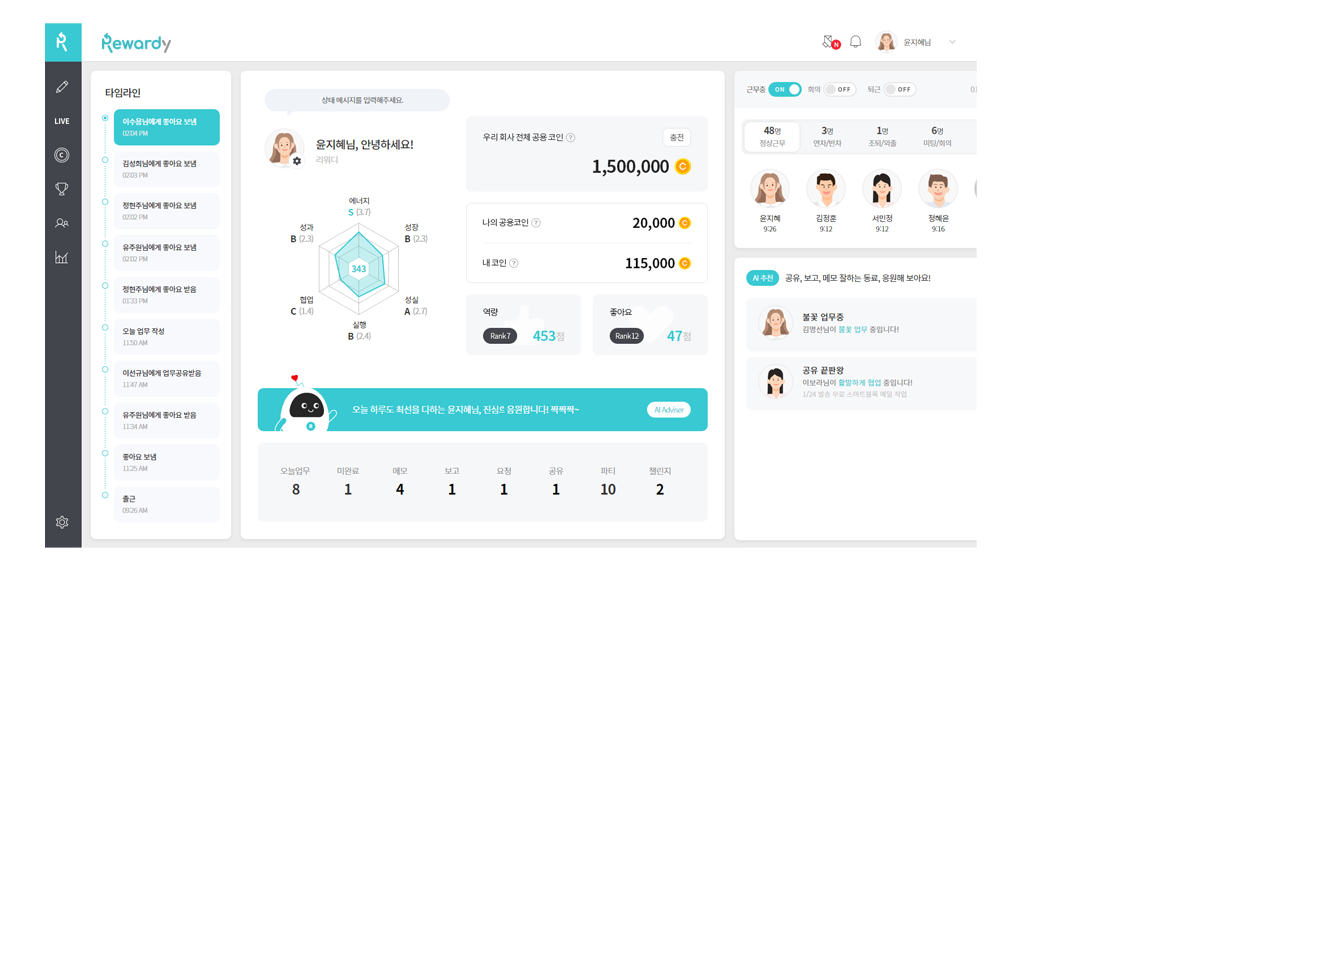 Rewardy
N
윤지혜님
LIVE
타임라인
이수문님에게 좋아요 보냄
02:04 PM
김성회님에게 좋아요 보냄
02:03 PM
정현주님에게 좋아요 보냄
02:02 PM
유주원님에게 좋아요 보냄
02:02 PM
정현주님에게 좋아요 받음
01:33 PM
오늘 업무 작성
11:50 AM
이선규님에게 업무공유받음
11:47 AM
유주원님에게 좋아요 받음
11:34 AM
좋아요 보냄
11:25 AM
출근
09:26 AM
상태 메시지를 입력해주세요.
윤지혜님, 안녕하세요!
리워디
에너지
S (3.7)
성과
B (2.3)
성장
B (2.3)
343
협업
C (1.4)
성실
A (2.7)
실행
B (2.4)
우리 회사 전체 공용 코인 ?
충전
1,500,000 C
나의 공용코인 ?
20,000 C
내 코인 ?
115,000 C
역량
Rank 7
453점
좋아요
Rank 12
47점
오늘 하루도 최선을 다하는 윤지혜님, 진심으로 응원합니다! 짝짝짝~
AI Adviser
오늘업무 미완료 메모 보고 요청 공유 파티 챌린지
8 1 4 1 1 1 10 2
근무중 ON 회의 OFF 퇴근 OFF
48명 3명 1명 6명
정상근무 연차/반차 조퇴/외출 미팅/회의
윤지혜 김정훈 서민정 정혜윤
9:26 9:12 9:12 9:16
AI 추천 공유, 보고, 메모 잘하는 동료, 응원해 보아요!
불꽃 업무중
김명선님이 불꽃 업무 중입니다!
공유 끝판왕
이보라님이 활발하게 협업 중입니다!
1/24 발송 무료 스마트블록 메일 작업